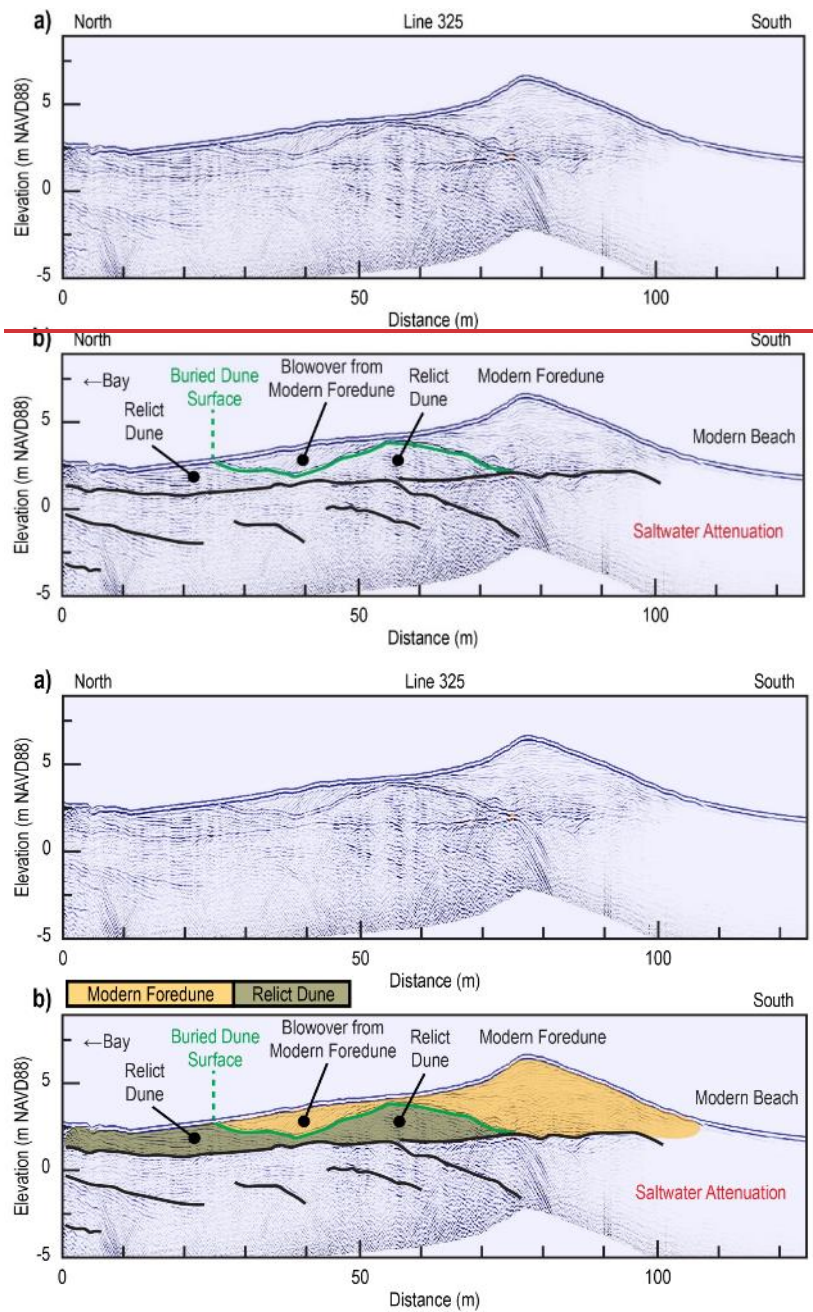 a) North Line 325 South
Elevation (m NAVD88)
5
0
-5
0 50 100
Distance (m)
b) North South
←Bay
Buried Dune
Surface
Blowover from
Modern Foredune
Relict
Dune
Modern Foredune
Relict
Dune
Modern Beach
Saltwater Attenuation
Elevation (m NAVD88)
5
0
-5
0 50 100
Distance (m)
a) North Line 325 South
Elevation (m NAVD88)
5
0
-5
0 50 100
Distance (m)
Modern Foredune Relict Dune
b) South
←Bay
Buried Dune
Surface
Blowover from
Modern Foredune
Relict
Dune
Modern Foredune
Relict
Dune
Modern Beach
Saltwater Attenuation
Elevation (m NAVD88)
5
0
-5
0 50 100
Distance (m)